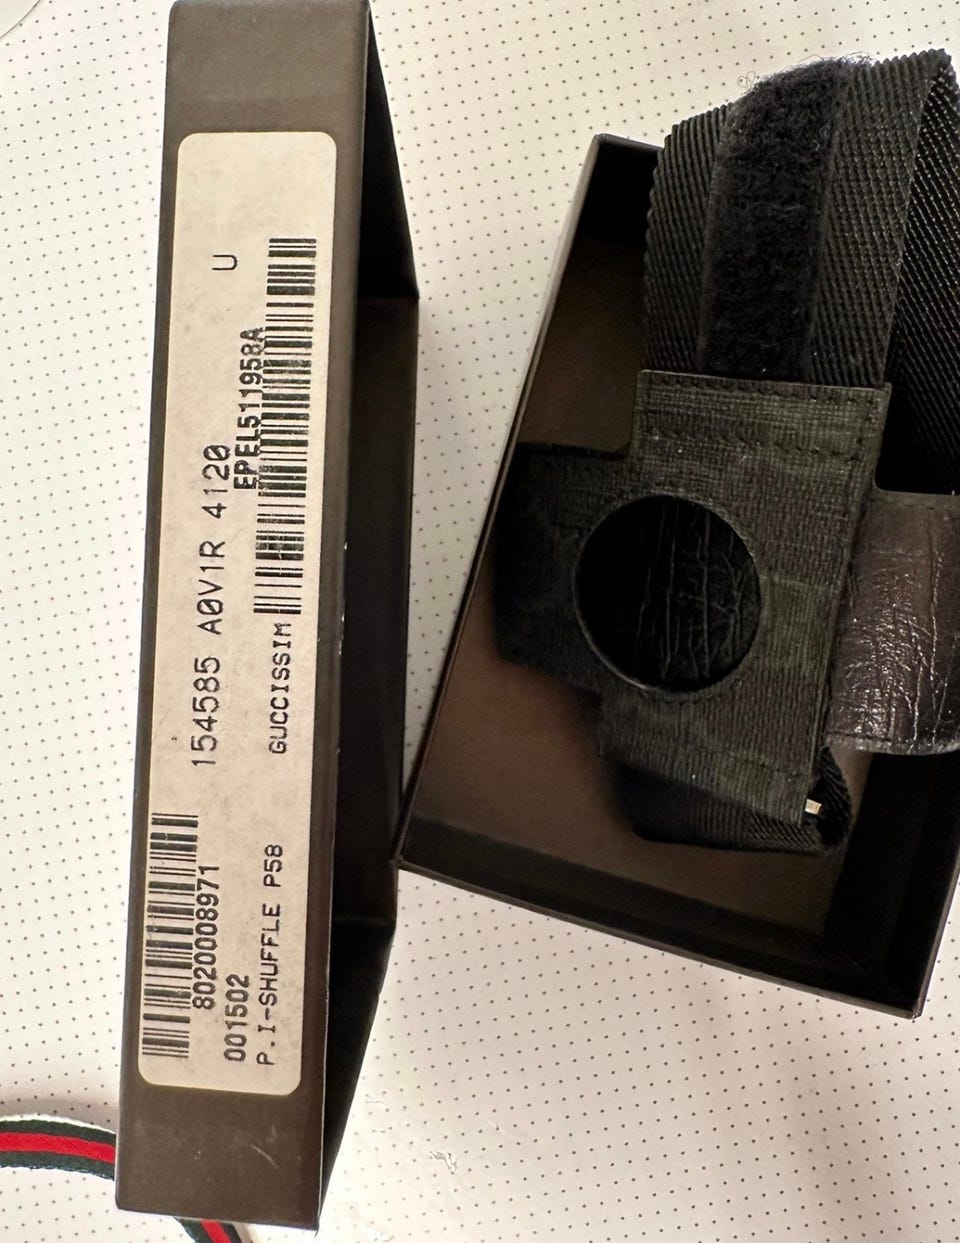 U
EPEL511958A
154585 A0V1R 4120
GUCCISSIM
8020008971
001502
P. I-SHUFFLE P58